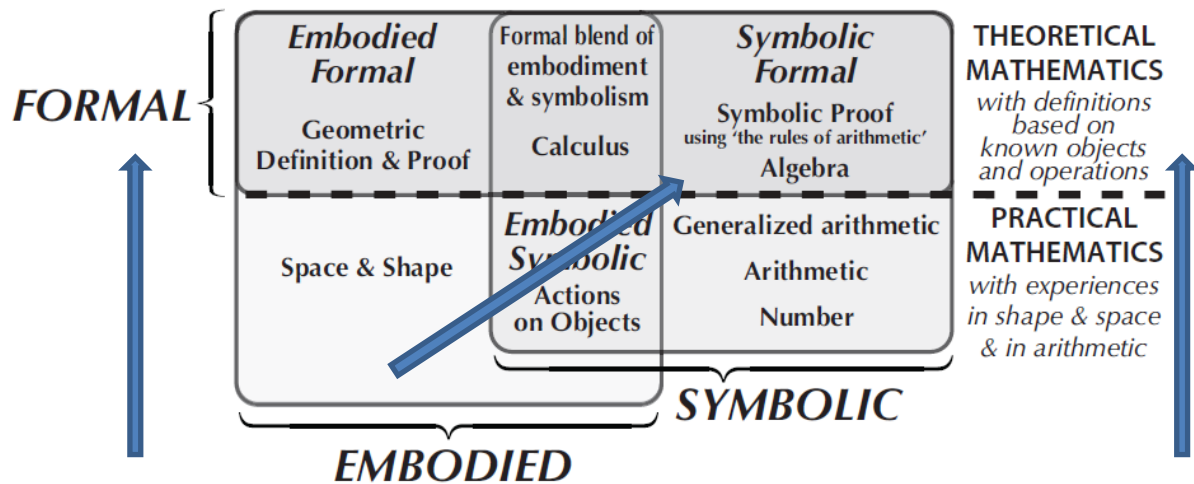 FORMAL
Embodied
Formal
Geometric
Definition & Proof
Formal blend of
embodiment
& symbolism
Calculus
Symbolic
Formal
Symbolic Proof
using ‘the rules of arithmetic’
Algebra
THEORETICAL
MATHEMATICS
with definitions
based on
known objects
and operations
Space & Shape
Embodied
Symbolic
Actions
on Objects
Generalized arithmetic
Arithmetic
Number
PRACTICAL
MATHEMATICS
with experiences
in shape & space
& in arithmetic
SYMBOLIC
EMBODIED